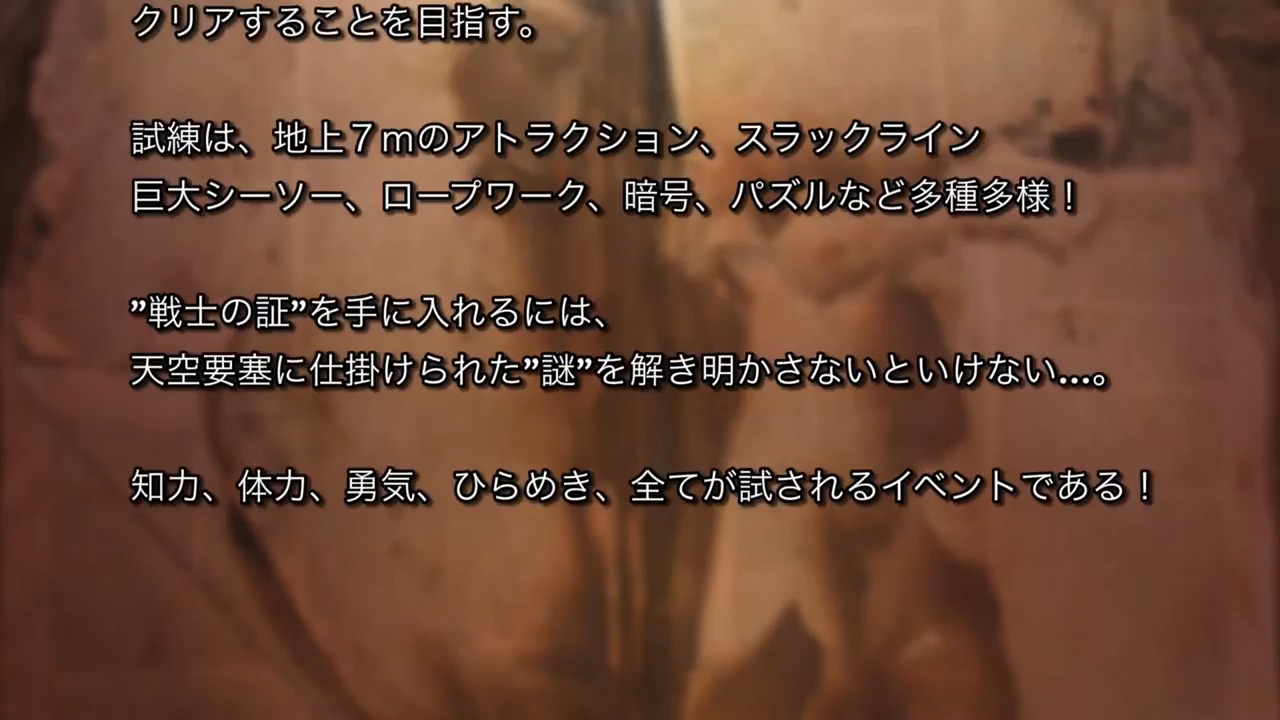 クリアすることを目指す。
試練は、地上７ｍのアトラクション、スラックライン
巨大シーソー、ロープワーク、暗号、パズルなど多種多様！
”戦士の証”を手に入れるには、
天空要塞に仕掛けられた”謎”を解き明かさないといけない…。
知力、体力、勇気、ひらめき、全てが試されるイベントである！